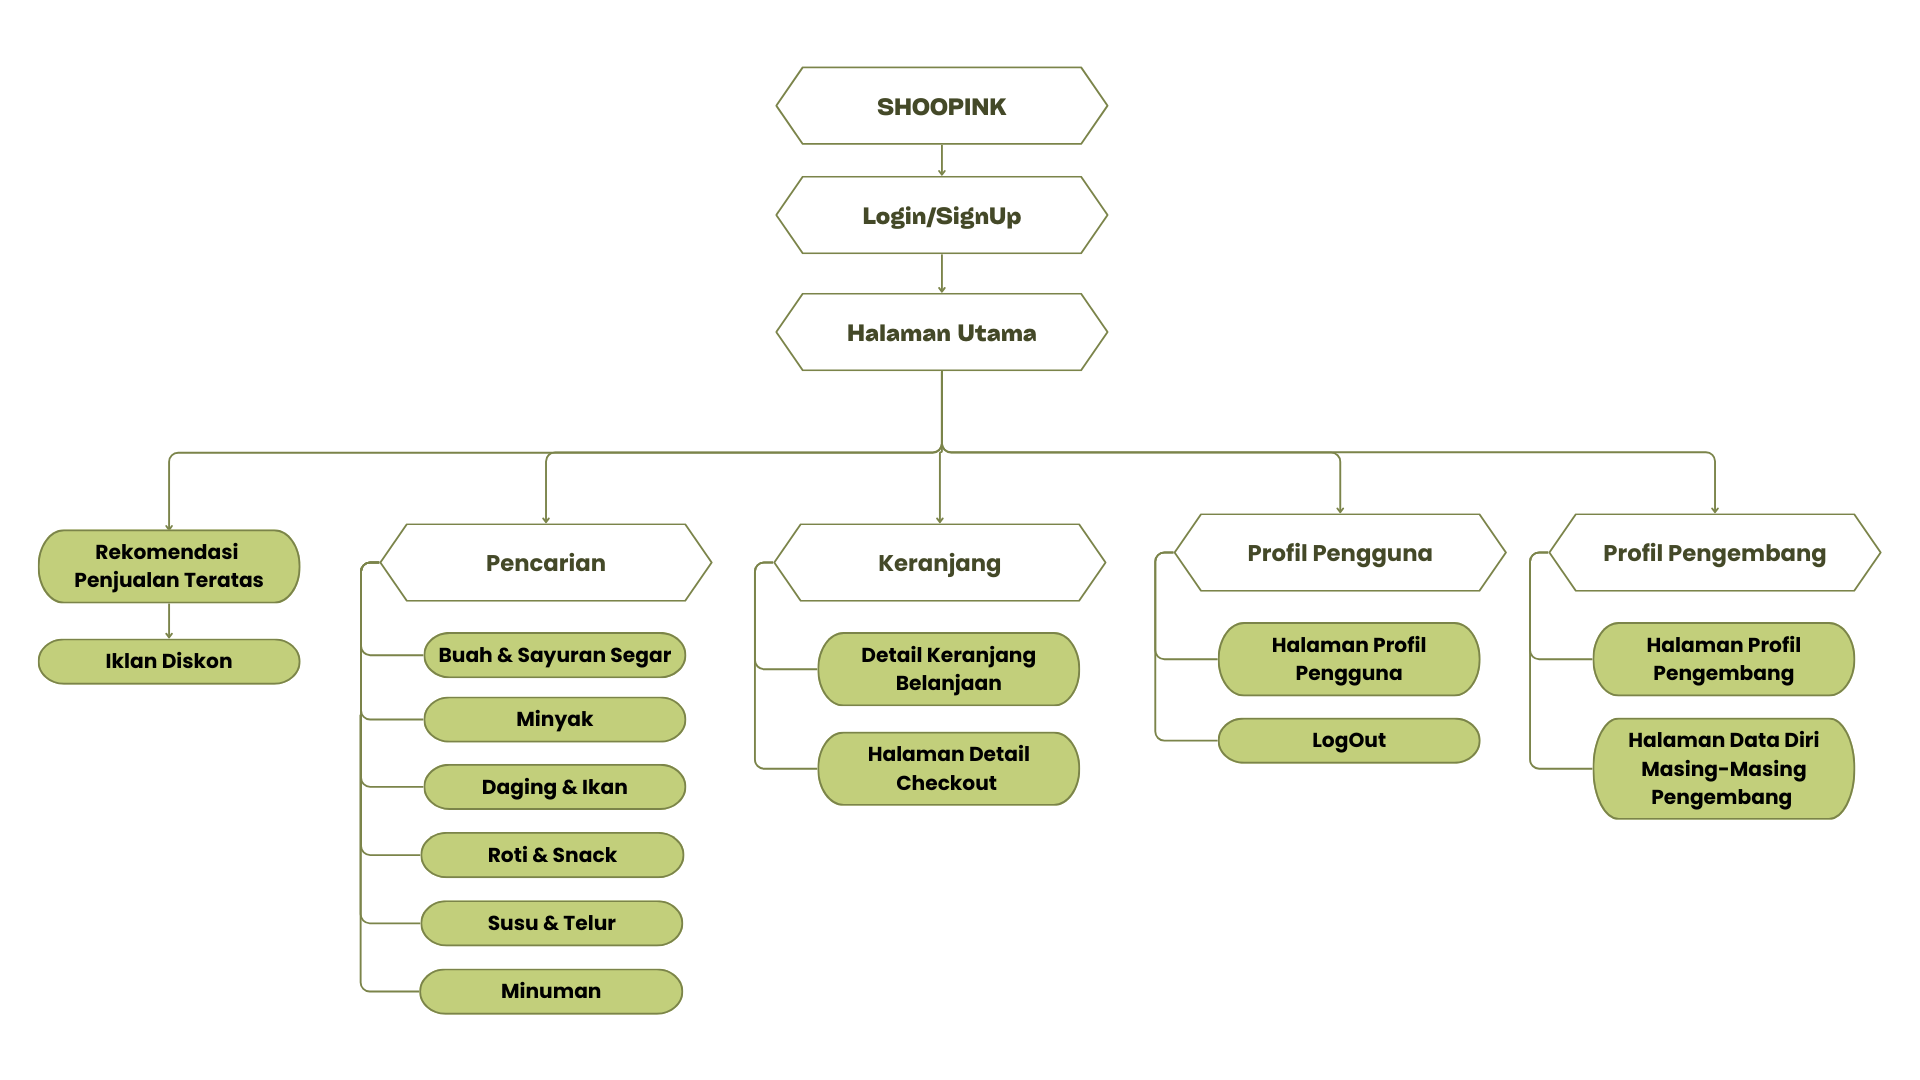 SHOOPINK
Login/SignUp
Halaman Utama
Rekomendasi
Penjualan Teratas
Iklan Diskon
Pencarian
Buah & Sayuran Segar
Minyak
Daging & Ikan
Roti & Snack
Susu & Telur
Minuman
Keranjang
Detail Keranjang
Belanjaan
Halaman Detail
Checkout
Profil Pengguna
Halaman Profil
Pengguna
LogOut
Profil Pengembang
Halaman Profil
Pengembang
Halaman Data Diri
Masing-Masing
Pengembang